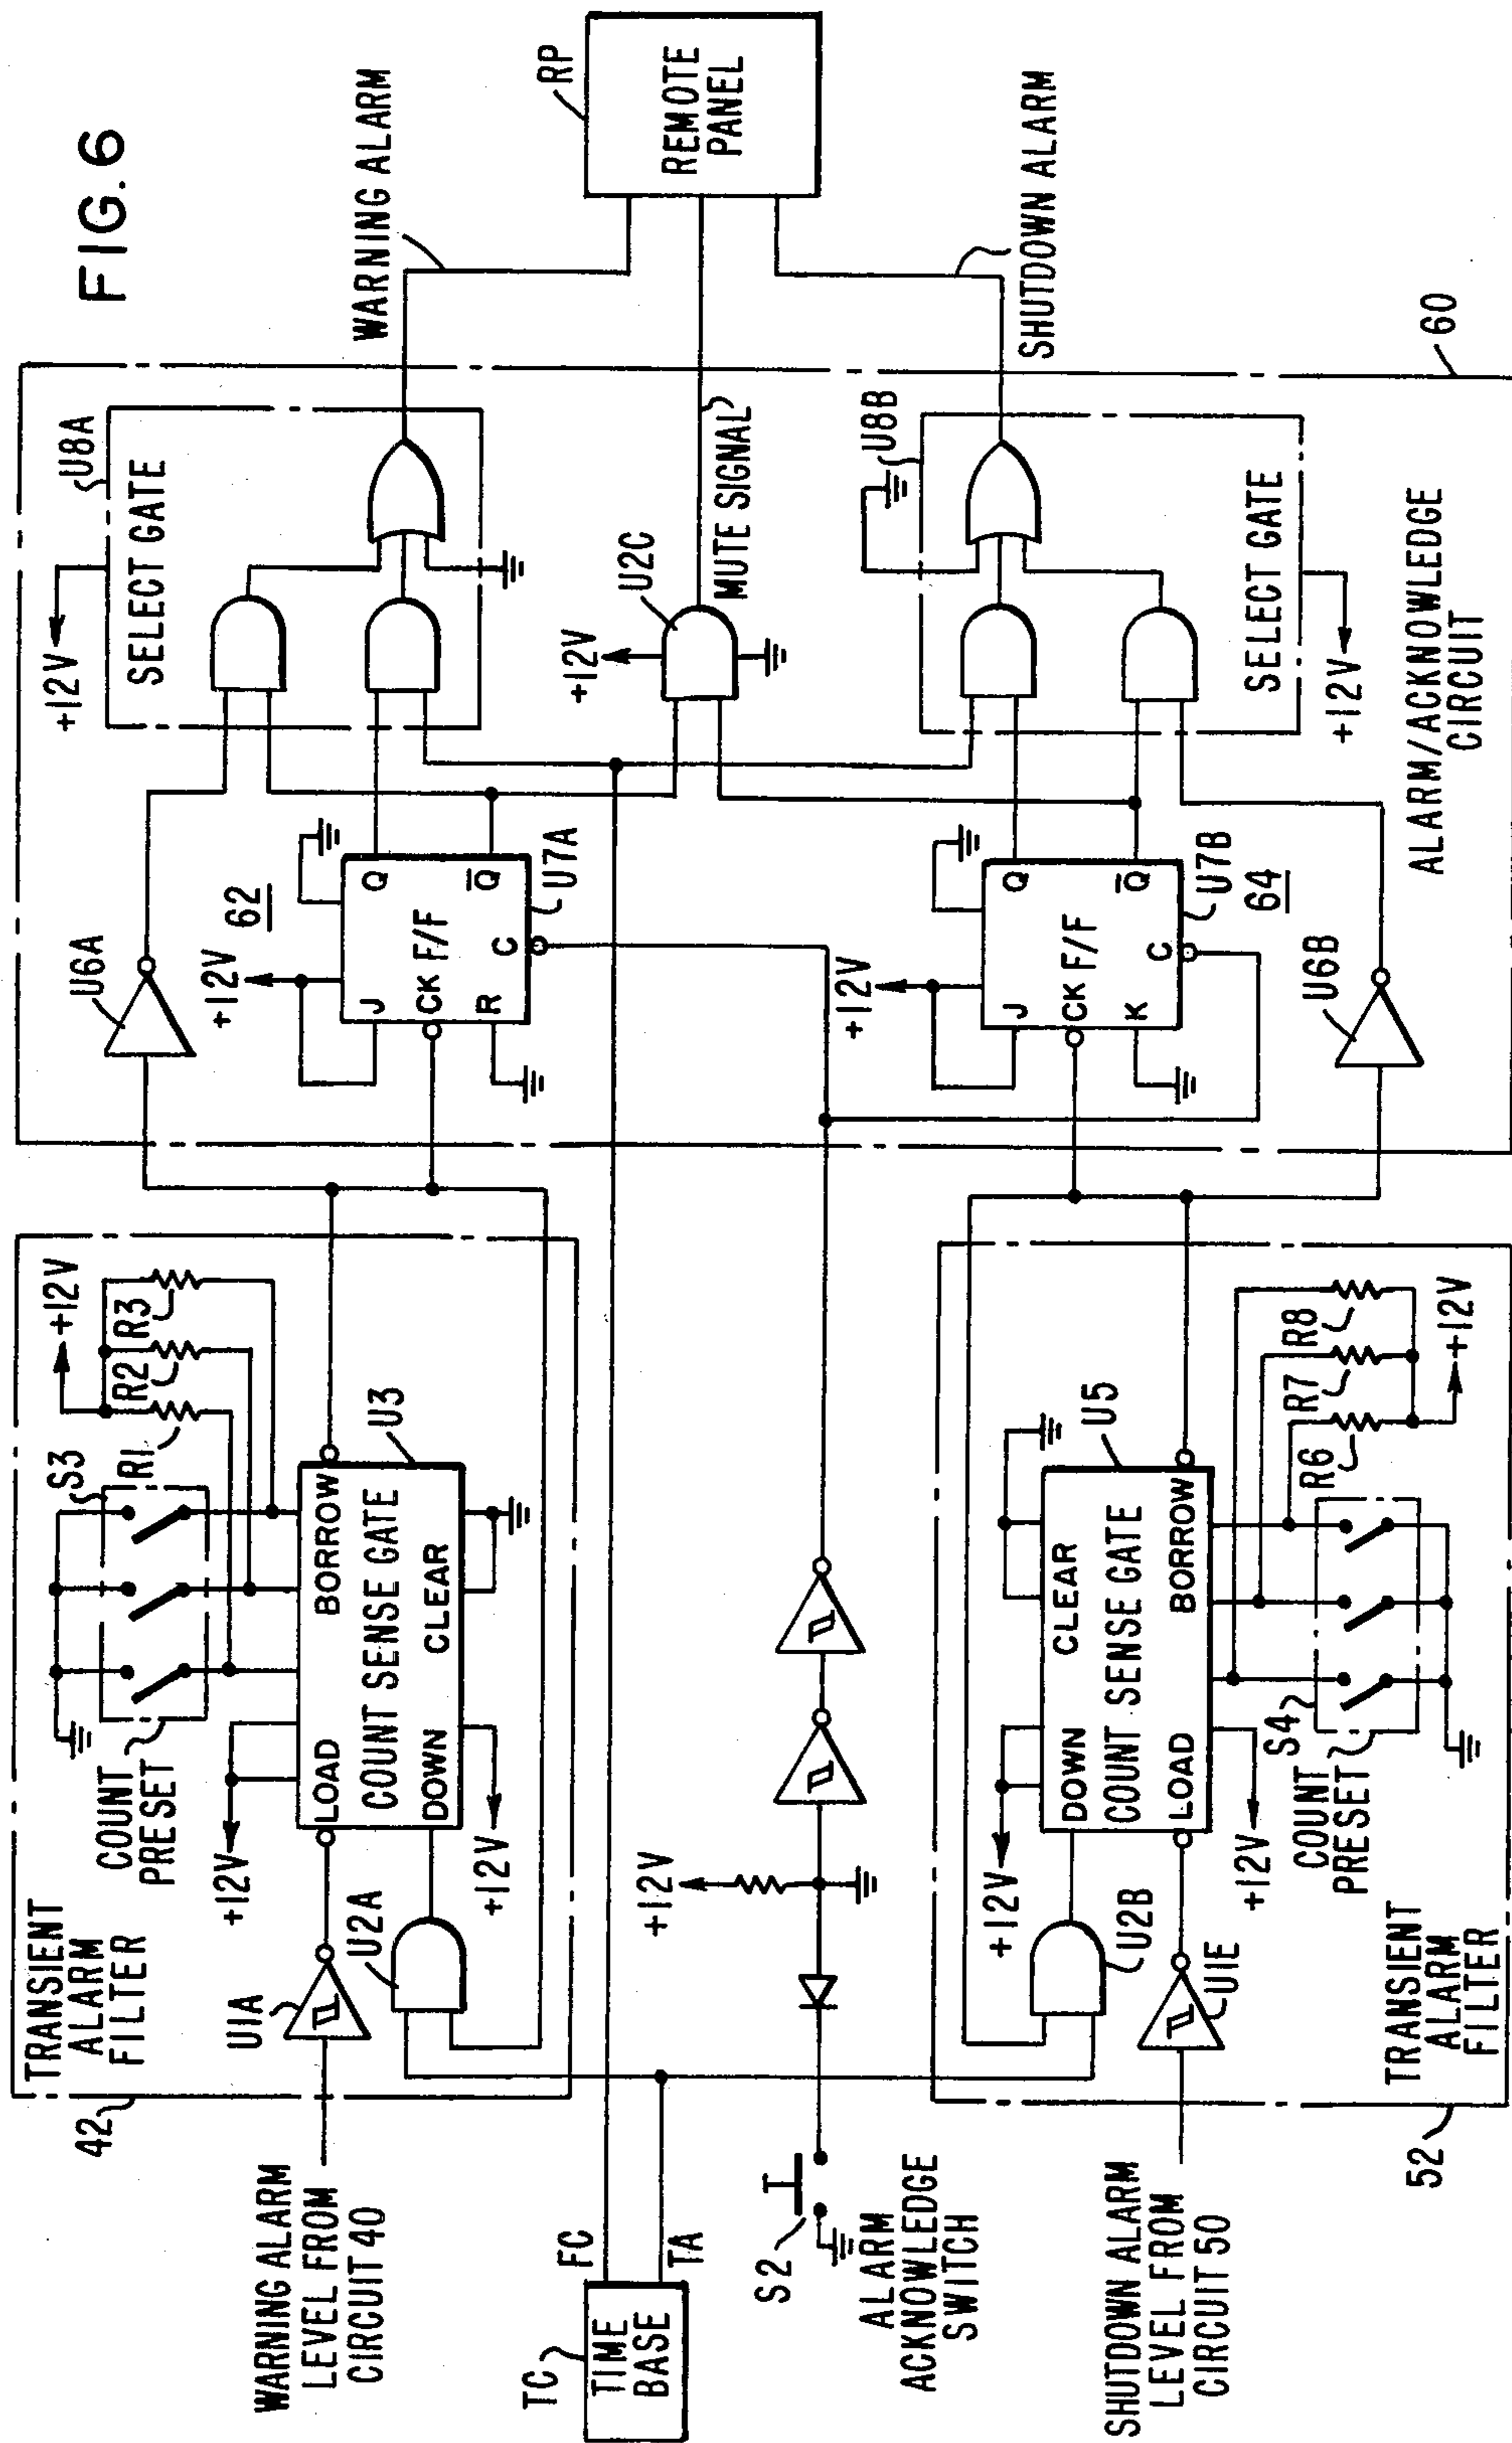 FIG. 6
TRANSIENT
ALARM
FILTER
42
WARNING ALARM
LEVEL FROM
CIRCUIT 40
U1A
U2A
COUNT
PRESET
S3
+12V
R1
R2
R3
+12V
LOAD
BORROW
COUNT SENSE GATE
DOWN
CLEAR
U3
+12V
U6A
+12V
62
J
Q
CK F/F
R
C
Q
U7A
+12V
U8A
SELECT GATE
WARNING ALARM
RP
REMOTE
PANEL
TC
TIME
BASE
FC
TA
+12V
U2C
MUTE SIGNAL
S2
ALARM
ACKNOWLEDGE
SWITCH
+12V
SHUTDOWN ALARM
SHUTDOWN ALARM
LEVEL FROM
CIRCUIT 50
52
U2B
U1E
+12V
DOWN
CLEAR
COUNT SENSE GATE
LOAD
BORROW
U5
+12V
S4
COUNT
PRESET
R6
R7
R8
+12V
TRANSIENT
ALARM
FILTER
+12V
J
Q
CK F/F
K
C
Q
U7B
64
U6B
U8B
SELECT GATE
+12V
ALARM/ACKNOWLEDGE
CIRCUIT
60